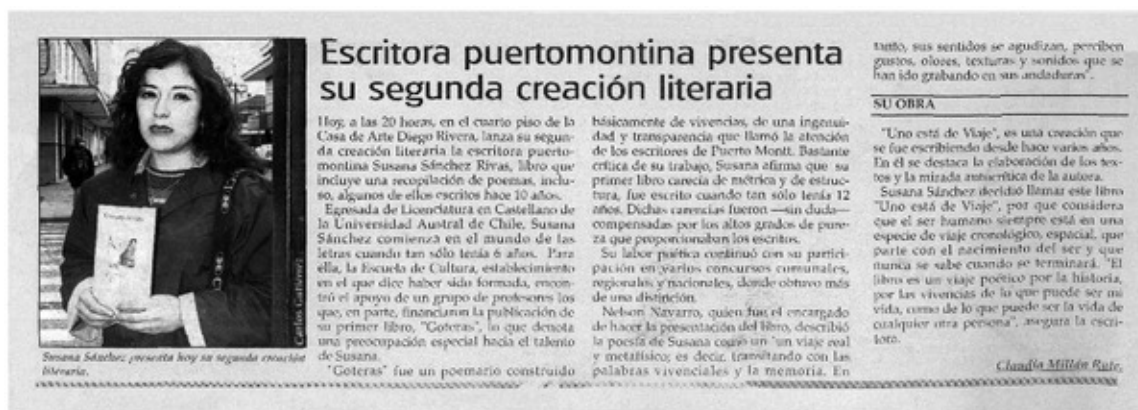 Escritora puertomontina presenta
su segunda creación literaria
Hoy, a las 20 horas, en el cuarto piso de la
Casa de Arte Diego Rivera, lanza su segun-
da creación literaria la escritora puerto-
montina Susana Sánchez Rivas, libro que
incluye una recopilación de poemas, inclu-
so, algunos de ellos escritos hace 10 años.
Egresada de Licenciatura en Castellano de
la Universidad Austral de Chile, Susana
Sánchez comienza en el mundo de las
letras cuando tan sólo tenía 6 años. Para
ella, la Escuela de Cultura, establecimiento
en el que dice haber sido formada, encon-
tró el apoyo de un grupo de profesores los
que, en parte, financiaron la publicación de
su primer libro, "Goteras", lo que denota
una preocupación especial hacia el talento
de Susana.
"Goteras" fue un poemario construido
básicamente de vivencias, de una ingenui-
dad y transparencia que llamó la atención
de los escritores de Puerto Montt. Bastante
crítica de su trabajo, Susana afirma que su
primer libro carecía de métrica y de estruc-
tura, fue escrito cuando tan sólo tenía 12
años. Dichas carencias fueron —sin duda—
compensadas por los altos grados de pure-
za que proporcionaban los escritos.
Su labor poética continuó con su partici-
pación en varios concursos comunales,
regionales y nacionales, donde obtuvo más
de una distinción.
Nelson Navarro, quien fue el encargado
de hacer la presentación del libro, describió
la poesía de Susana como un "un viaje real
y metafísico; es decir, transitando con las
palabras vivenciales y la memoria. En
tanto, sus sentidos se agudizan, perciben
gustos, olores, texturas y sonidos que se
han ido grabando en sus andaduras".
SU OBRA
"Uno está de Viaje", es una creación que
se fue escribiendo desde hace varios años.
En él se destaca la elaboración de los tex-
tos y la mirada autocrítica de la autora.
Susana Sánchez decidió llamar este libro
"Uno está de Viaje", por que considera
que el ser humano siempre está en una
especie de viaje cronológico, espacial, que
parte con el nacimiento del ser y que
nunca se sabe cuando se terminará. "El
libro es un viaje poético por la historia,
por las vivencias de lo que puede ser mi
vida, como de lo que puede ser la vida de
cualquier otra persona", asegura la escri-
tora.
Claudia Millán Ruiz.
Carlos Gutiérrez
Susana Sánchez presenta hoy su segunda creación
literaria.